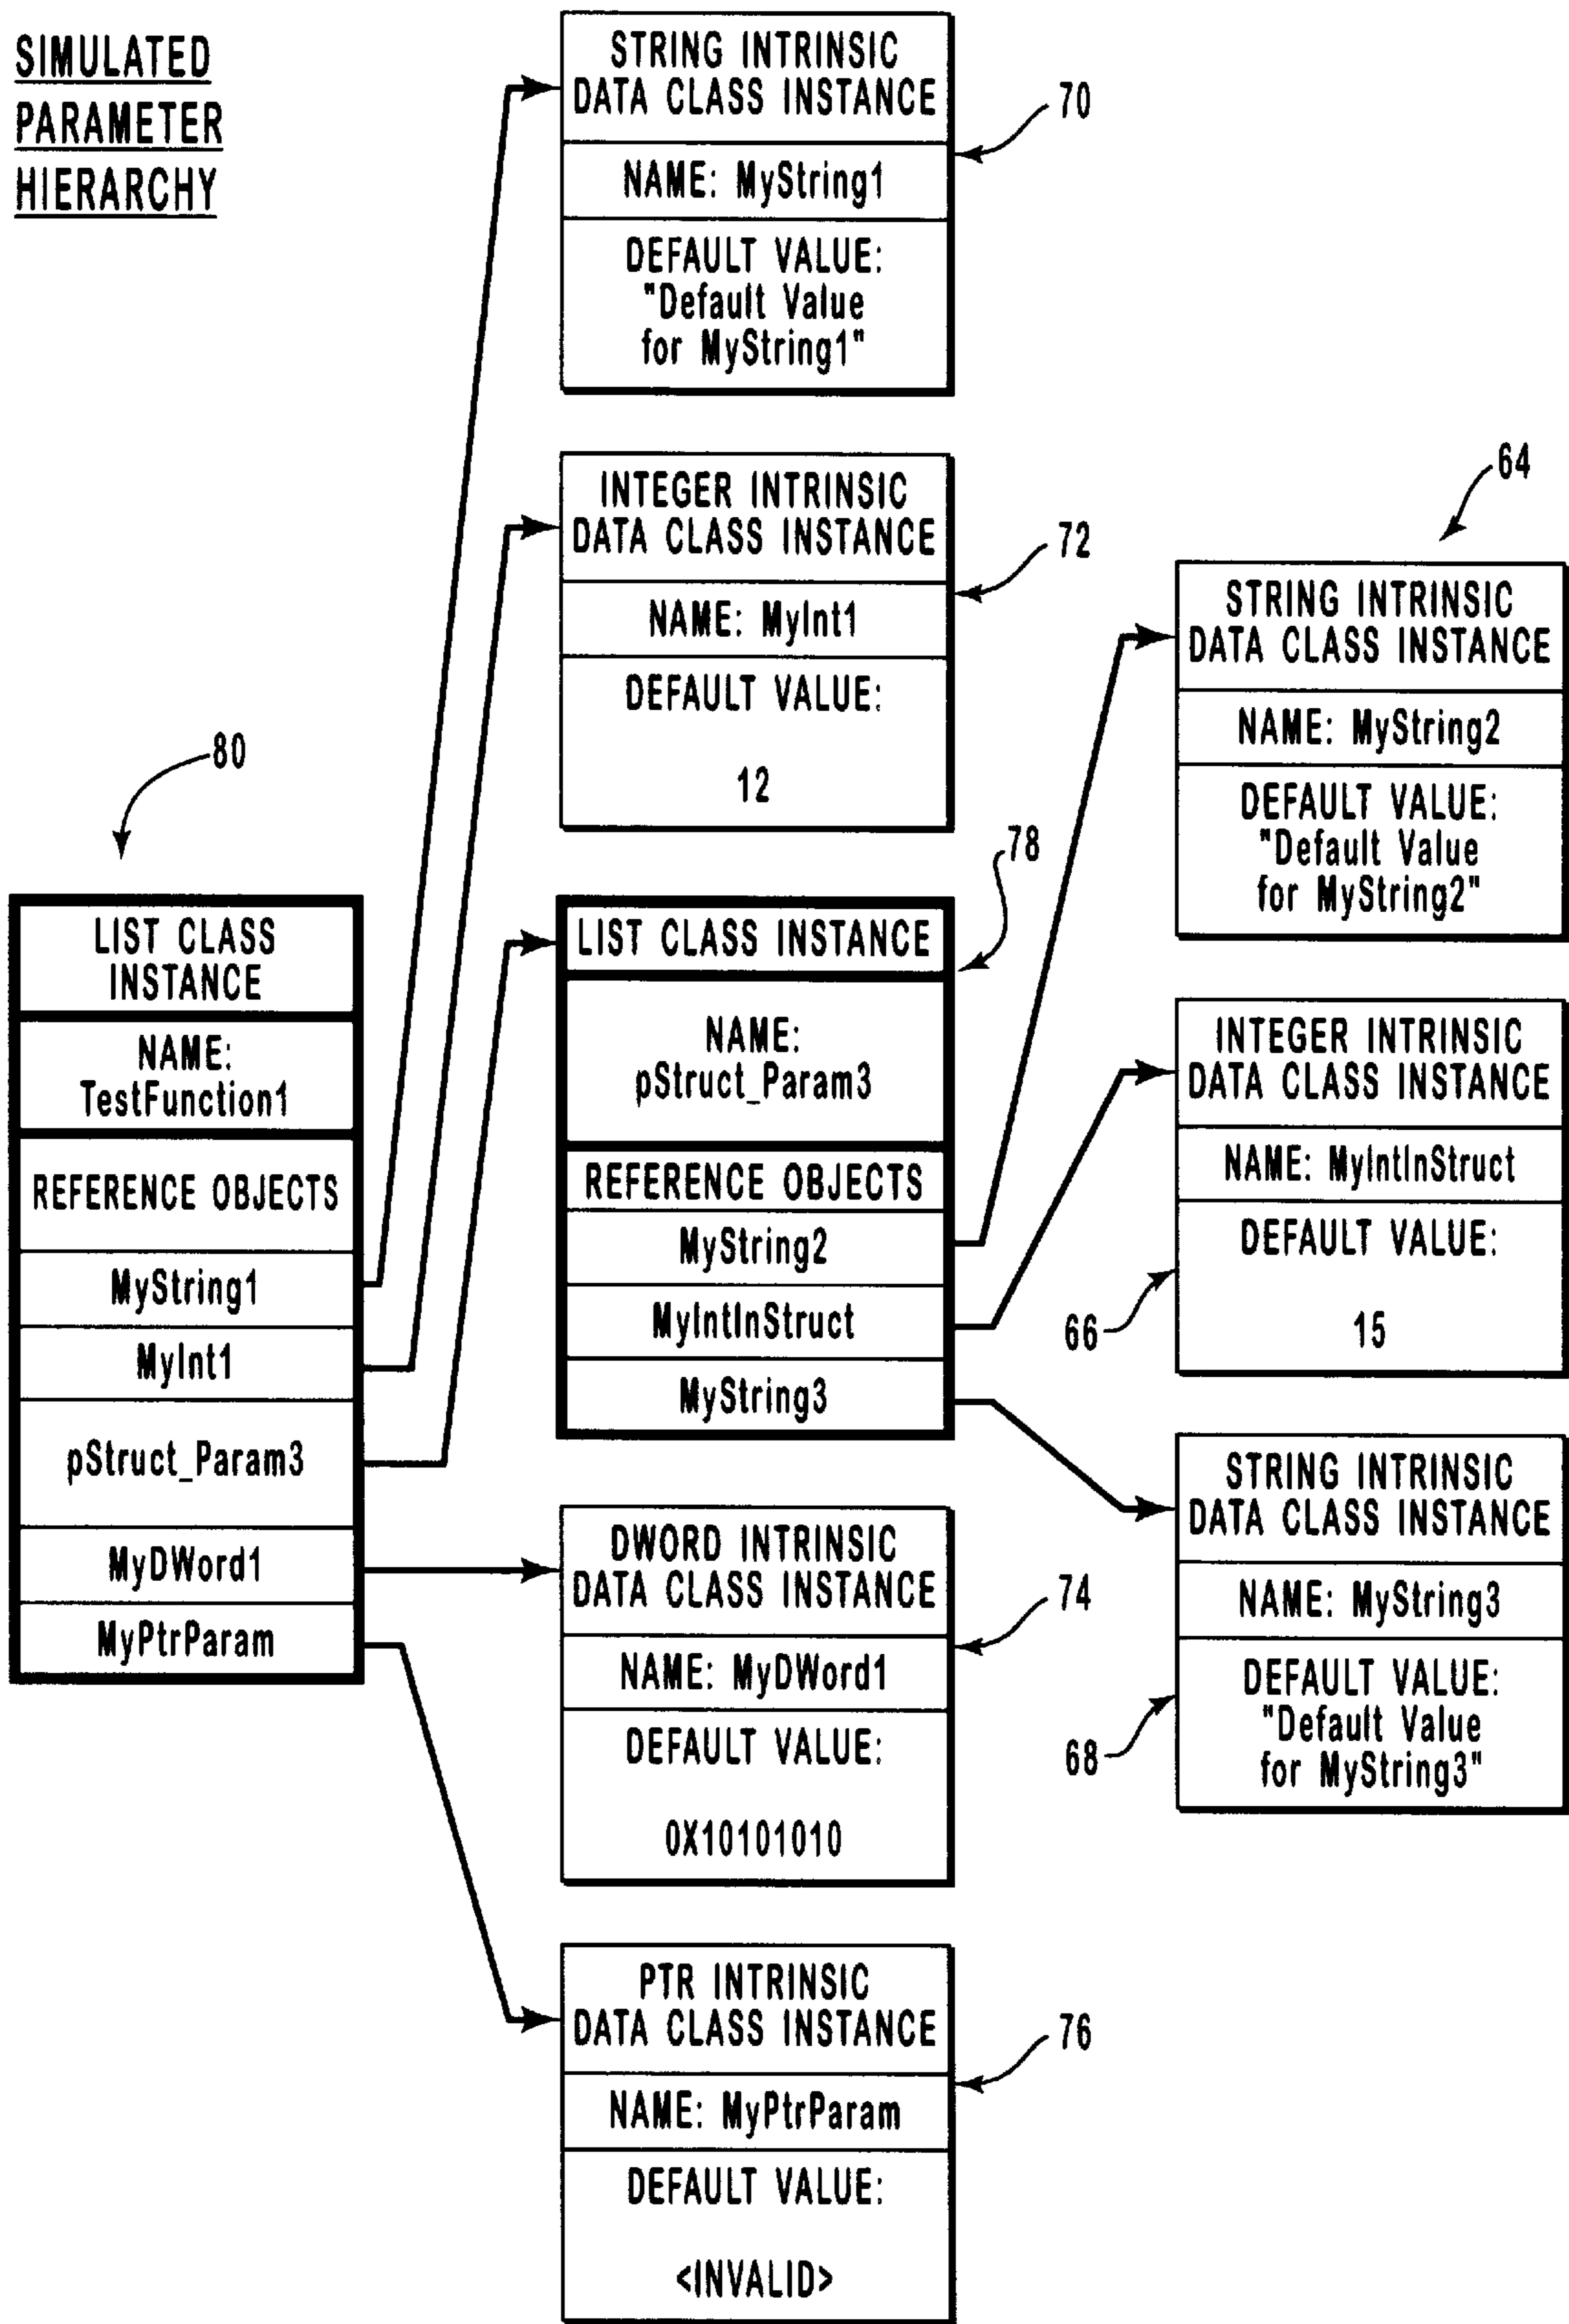 SIMULATED
PARAMETER
HIERARCHY
STRING INTRINSIC
DATA CLASS INSTANCE
NAME: MyString1
DEFAULT VALUE:
"Default Value
for MyString1"
70
INTEGER INTRINSIC
DATA CLASS INSTANCE
NAME: MyInt1
DEFAULT VALUE:
12
72
64
STRING INTRINSIC
DATA CLASS INSTANCE
NAME: MyString2
DEFAULT VALUE:
"Default Value
for MyString2"
80
LIST CLASS
INSTANCE
NAME:
TestFunction1
REFERENCE OBJECTS
MyString1
MyInt1
pStruct_Param3
MyDWord1
MyPtrParam
78
LIST CLASS INSTANCE
NAME:
pStruct_Param3
REFERENCE OBJECTS
MyString2
MyIntInStruct
MyString3
INTEGER INTRINSIC
DATA CLASS INSTANCE
NAME: MyIntInStruct
DEFAULT VALUE:
15
66
STRING INTRINSIC
DATA CLASS INSTANCE
NAME: MyString3
DEFAULT VALUE:
"Default Value
for MyString3"
68
DWORD INTRINSIC
DATA CLASS INSTANCE
NAME: MyDWord1
DEFAULT VALUE:
0X10101010
74
PTR INTRINSIC
DATA CLASS INSTANCE
NAME: MyPtrParam
DEFAULT VALUE:
<INVALID>
76